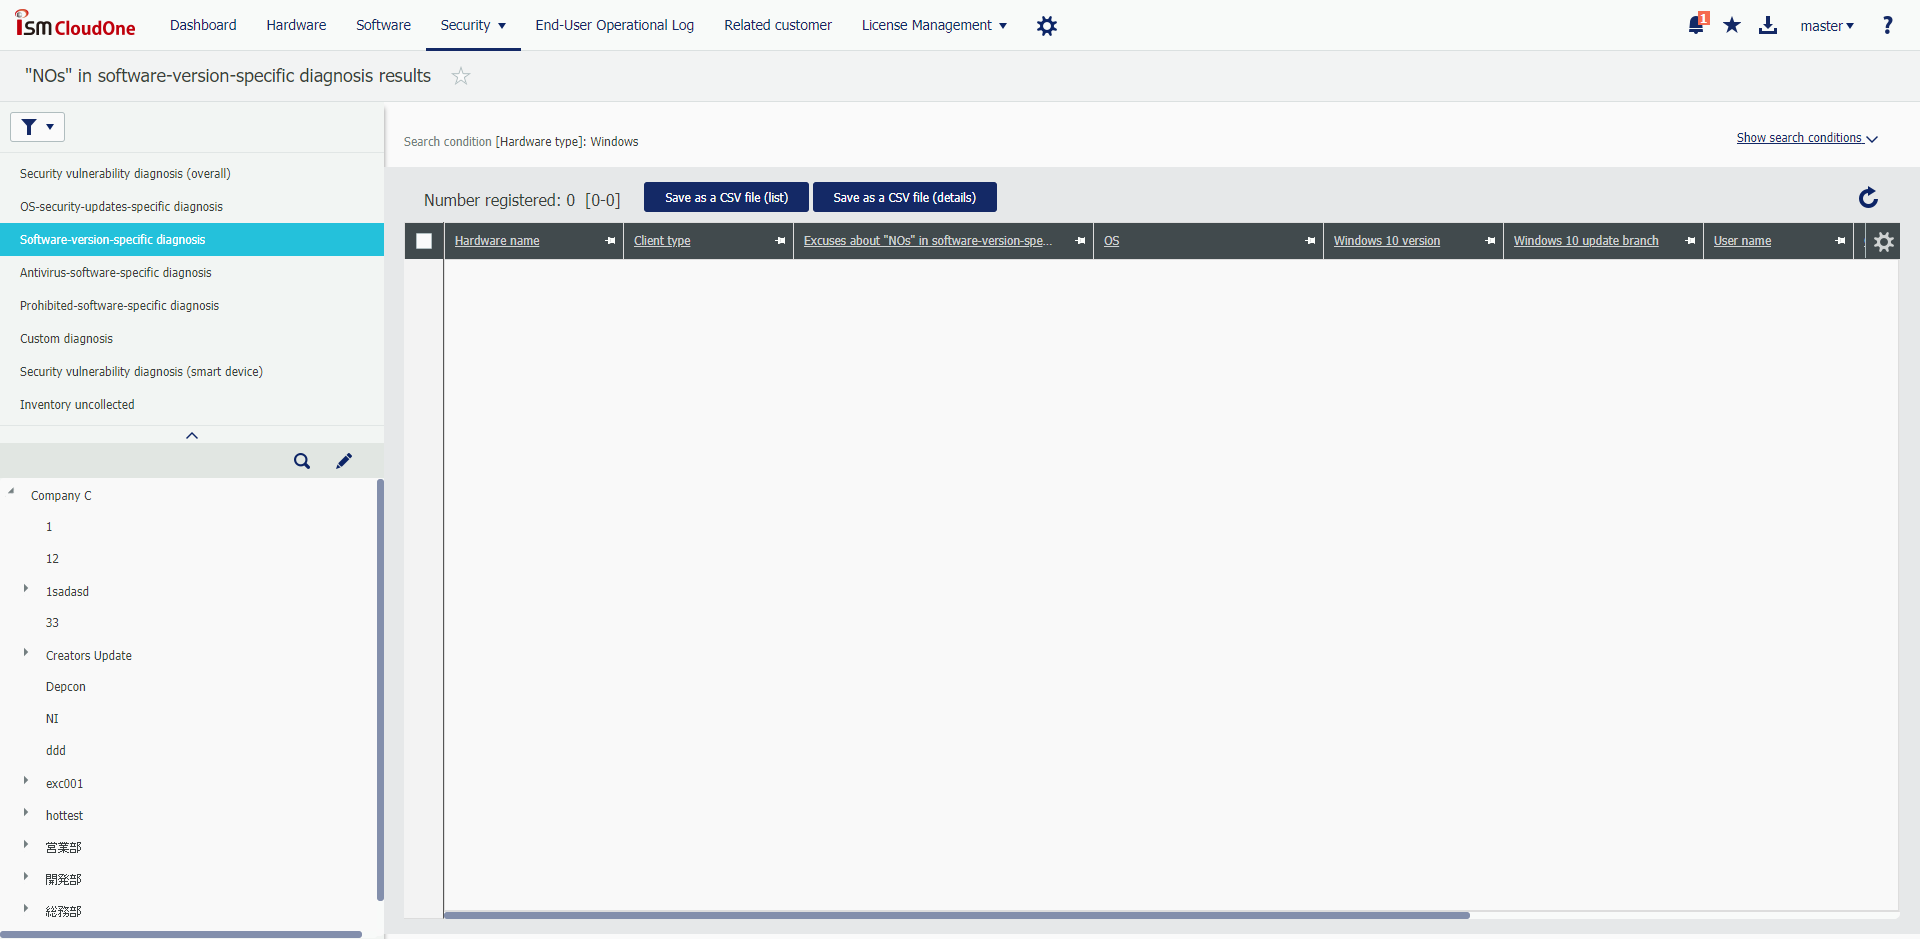 ISM CloudOne
Dashboard
Hardware
Software
Security
End-User Operational Log
Related customer
License Management
1
master
?
"NOs" in software-version-specific diagnosis results
Security vulnerability diagnosis (overall)
OS-security-updates-specific diagnosis
Software-version-specific diagnosis
Antivirus-software-specific diagnosis
Prohibited-software-specific diagnosis
Custom diagnosis
Security vulnerability diagnosis (smart device)
Inventory uncollected
Company C
1
12
1sadasd
33
Creators Update
Depcon
NI
ddd
exc001
hottest
営業部
開発部
総務部
Search condition [Hardware type]: Windows
Show search conditions
Number registered: 0 [0-0]
Save as a CSV file (list)
Save as a CSV file (details)
Hardware name
Client type
Excuses about "NOs" in software-version-spe...
OS
Windows 10 version
Windows 10 update branch
User name